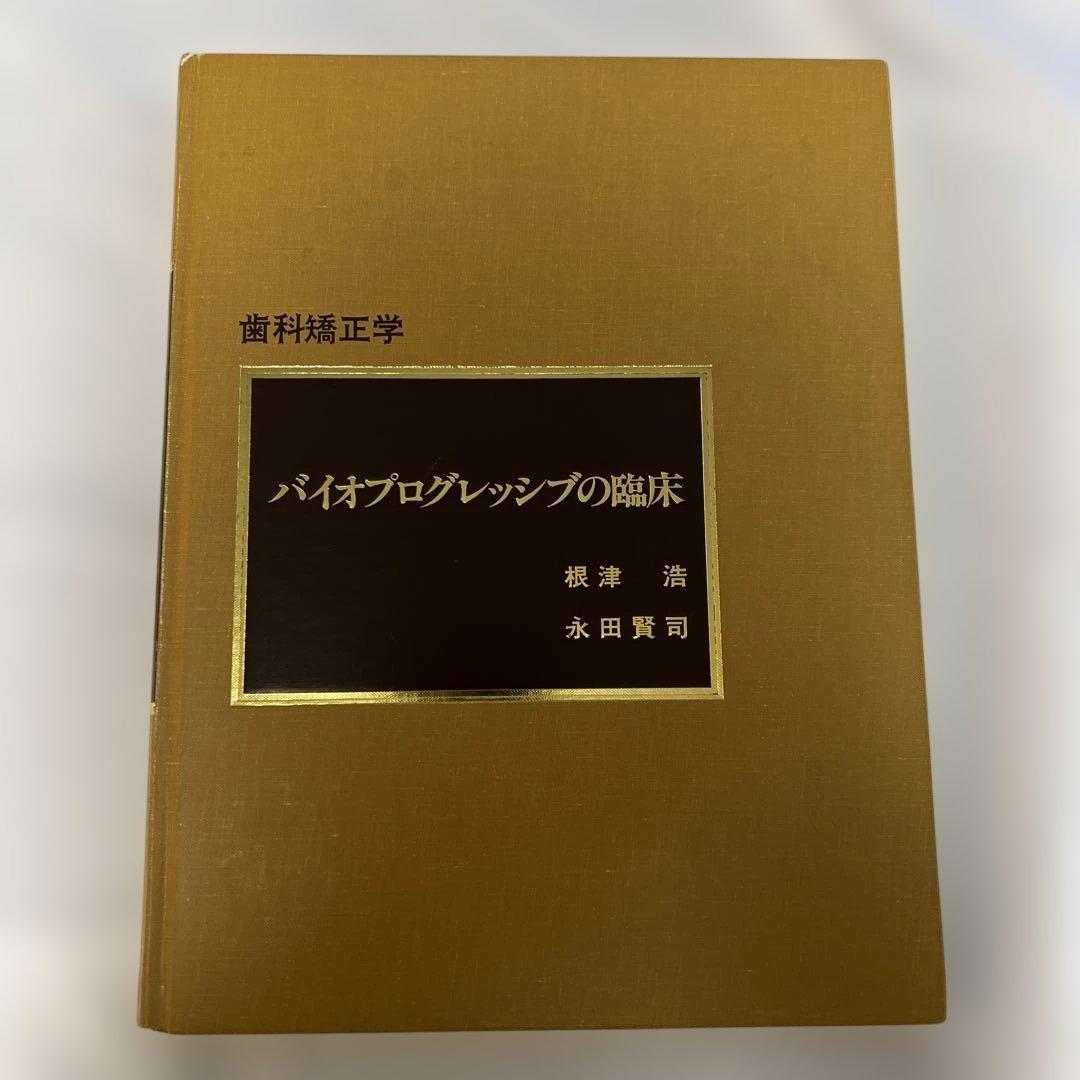 歯科矯正学
バイオプログレッシブの臨床
根津 浩
永田賢司